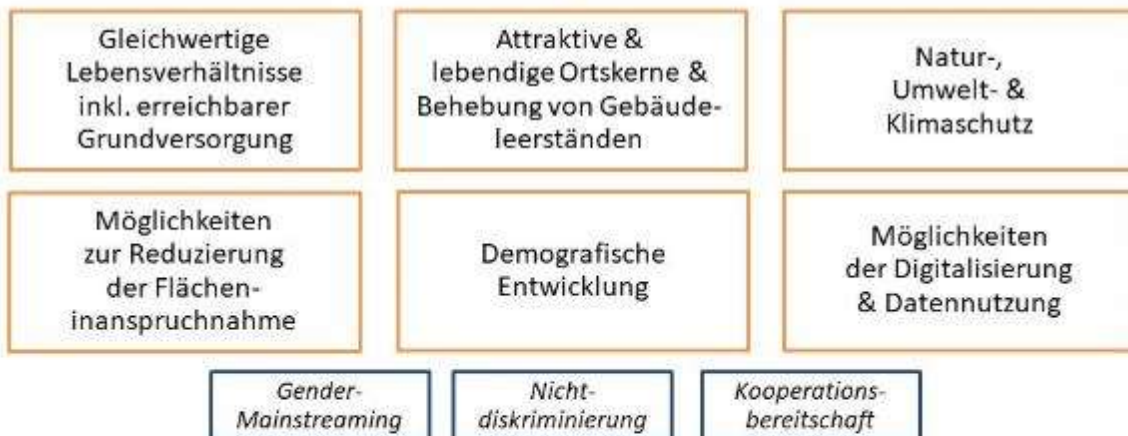 Gleichwertige
Lebensverhältnisse
inkl. erreichbarer
Grundversorgung
Attraktive &
lebendige Ortskerne &
Behebung von Gebäude-
leerständen
Natur-,
Umwelt- &
Klimaschutz
Möglichkeiten
zur Reduzierung
der Flächen-
inanspruchnahme
Demografische
Entwicklung
Möglichkeiten
der Digitalisierung
& Datennutzung
Gender-
Mainstreaming
Nicht-
diskriminierung
Kooperations-
bereitschaft